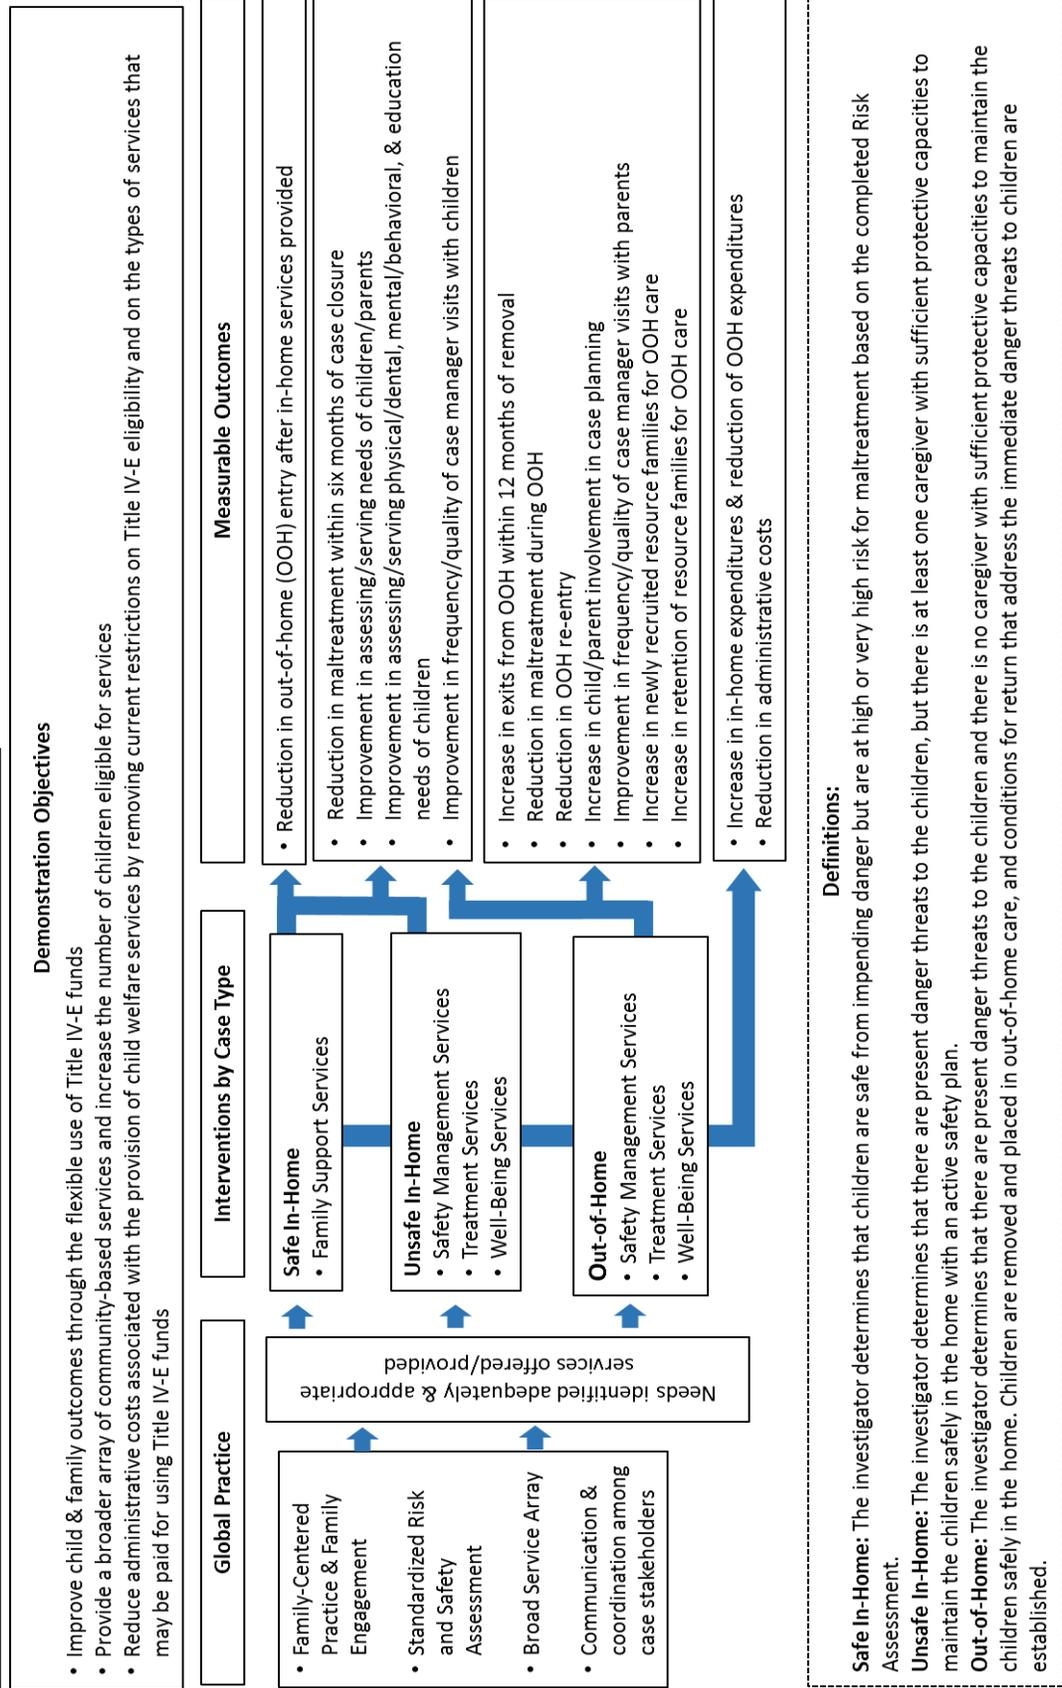 Demonstration Objectives
• Improve child & family outcomes through the flexible use of Title IV-E funds
• Provide a broader array of community-based services and increase the number of children eligible for services
• Reduce administrative costs associated with the provision of child welfare services by removing current restrictions on Title IV-E eligibility and on the types of services that
may be paid for using Title IV-E funds
Global Practice
• Family-Centered
Practice & Family
Engagement
• Standardized Risk
and Safety
Assessment
• Broad Service Array
• Communication &
coordination among
case stakeholders
Needs identified adequately & appropriate
services offered/provided
Interventions by Case Type
Safe In-Home
• Family Support Services
Unsafe In-Home
• Safety Management Services
• Treatment Services
• Well-Being Services
Out-of-Home
• Safety Management Services
• Treatment Services
• Well-Being Services
Measurable Outcomes
• Reduction in out-of-home (OOH) entry after in-home services provided
• Reduction in maltreatment within six months of case closure
• Improvement in assessing/serving needs of children/parents
• Improvement in assessing/serving physical/dental, mental/behavioral, & education
needs of children
• Improvement in frequency/quality of case manager visits with children
• Increase in exits from OOH within 12 months of removal
• Reduction in maltreatment during OOH
• Reduction in OOH re-entry
• Increase in child/parent involvement in case planning
• Improvement in frequency/quality of case manager visits with parents
• Increase in newly recruited resource families for OOH care
• Increase in retention of resource families for OOH care
• Increase in in-home expenditures & reduction of OOH expenditures
• Reduction in administrative costs
Definitions:
Safe In-Home: The investigator determines that children are safe from impending danger but are at high or very high risk for maltreatment based on the completed Risk
Assessment.
Unsafe In-Home: The investigator determines that there are present danger threats to the children, but there is at least one caregiver with sufficient protective capacities to
maintain the children safely in the home with an active safety plan.
Out-of-Home: The investigator determines that there are present danger threats to the children and there is no caregiver with sufficient protective capacities to maintain the
children safely in the home. Children are removed and placed in out-of-home care, and conditions for return that address the immediate danger threats to children are
established.